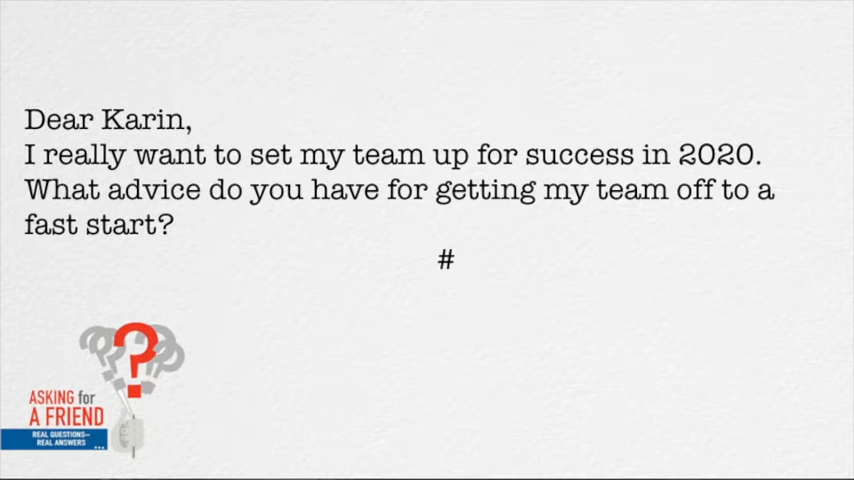 Dear Karin,
I really want to set my team up for success in 2020.
What advice do you have for getting my team off to a
fast start?
#
?
ASKING for
A FRIEND
REAL QUESTIONS—
REAL ANSWERS
...